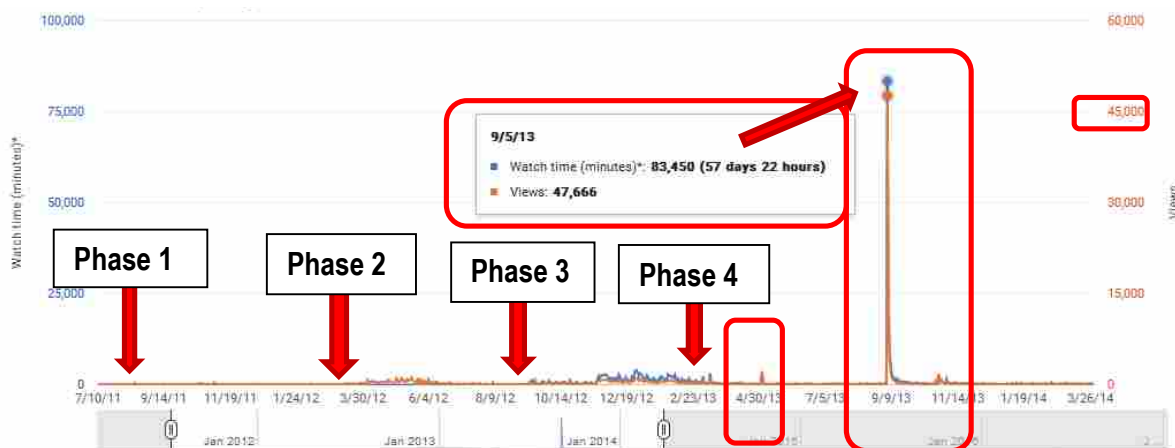 100,000
60,000
75,000
45,000
50,000
30,000
25,000
15,000
0
0
Watch time (minutes)*
Views
9/5/13
Watch time (minutes)*: 83,450 (57 days 22 hours)
Views: 47,666
Phase 1
Phase 2
Phase 3
Phase 4
7/10/11 9/14/11 11/19/11 1/24/12 3/30/12 6/4/12 8/9/12 10/14/12 12/19/12 2/23/13 4/30/13 7/5/13 9/9/13 11/14/13 1/19/14 3/26/14
Jan 2012 Jan 2013 Jan 2014 Jan 2015